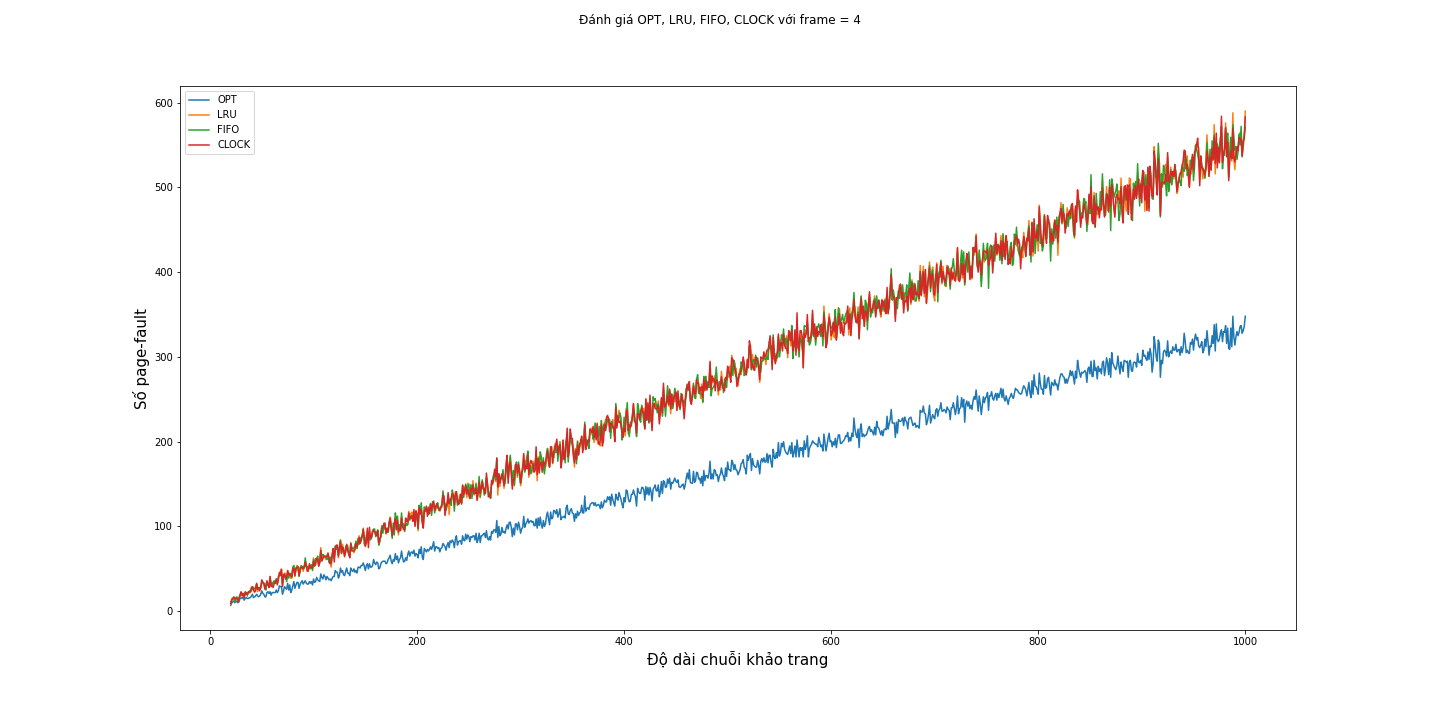 Đánh giá OPT, LRU, FIFO, CLOCK với frame = 4
OPT
LRU
FIFO
CLOCK
600
500
400
300
200
100
0
Số page-fault
0 200 400 600 800 1000
Độ dài chuỗi khảo trang